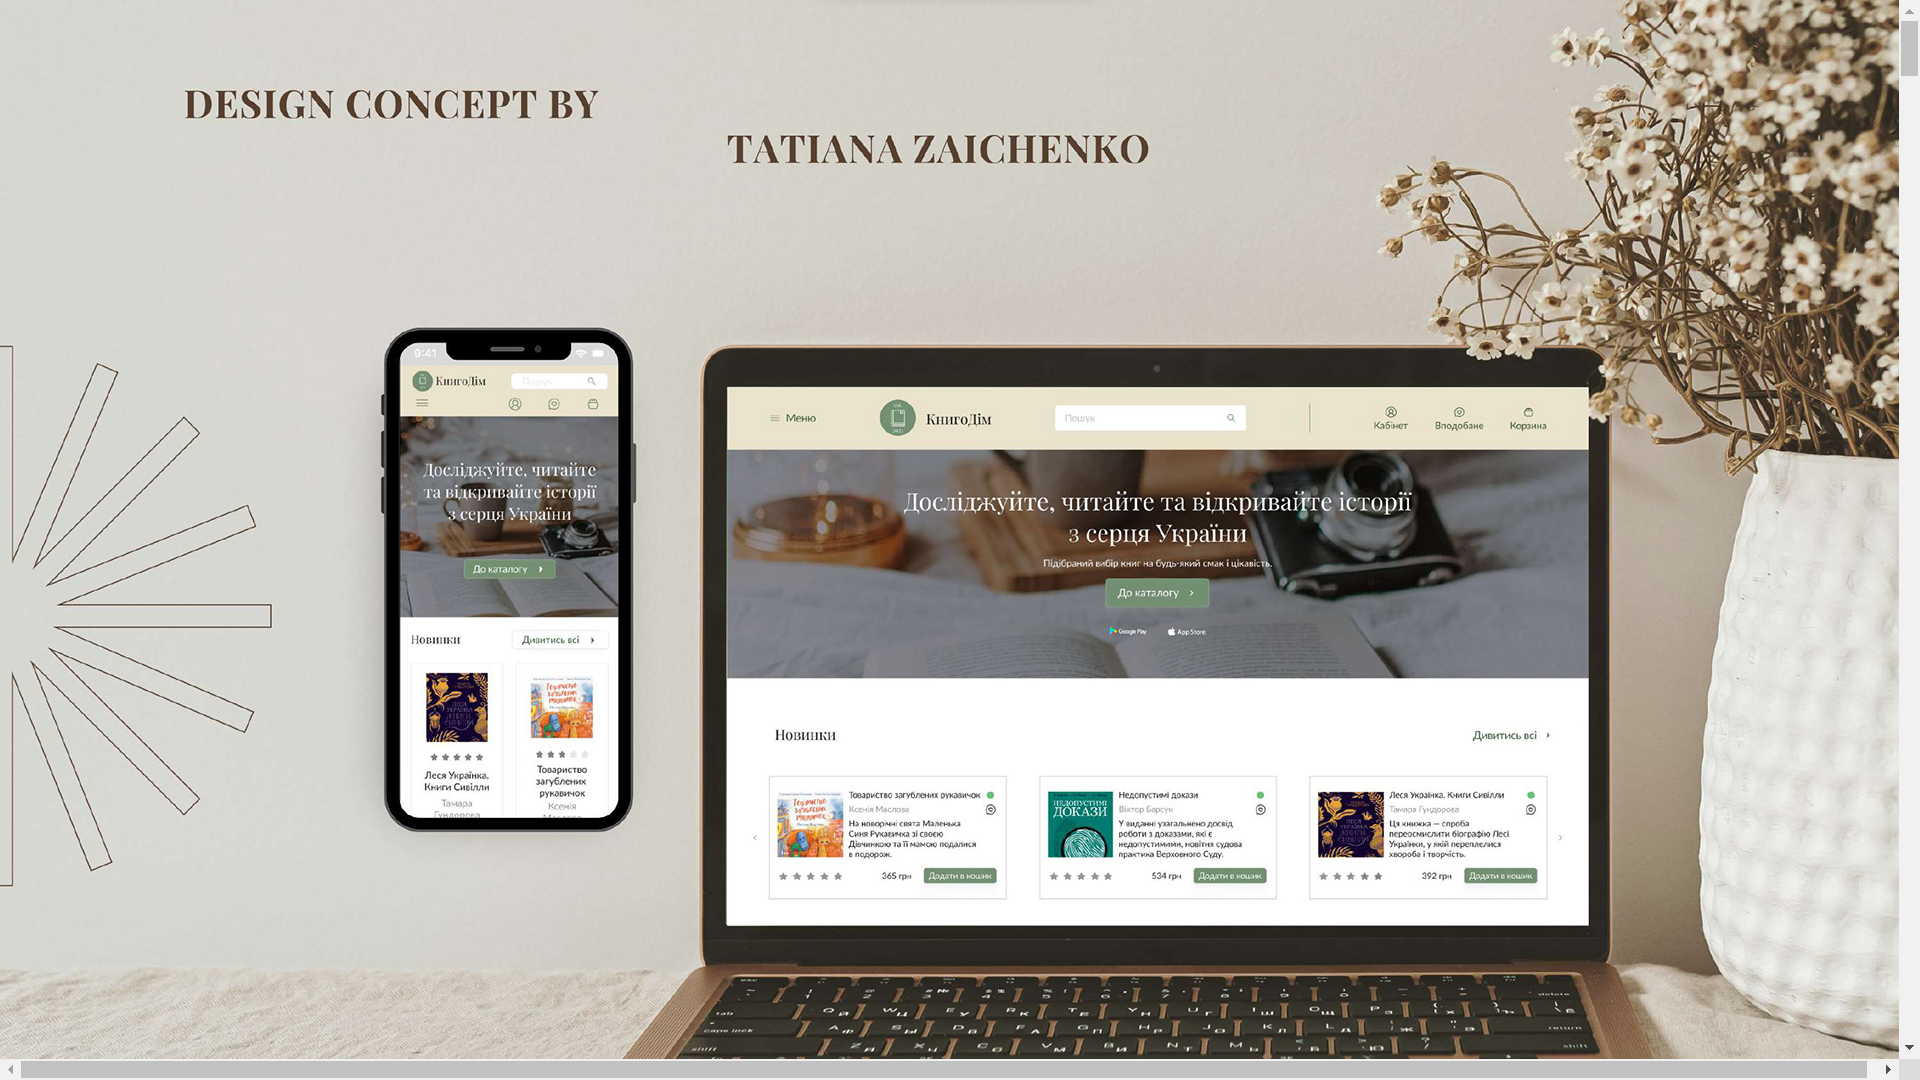 DESIGN CONCEPT BY
TATIANA ZAICHENKO
9:41
КнигоДім
Пошук
Досліджуйте, читайте
та відкривайте історії
з серця України
До каталогу
Новинки
Дивитись всі
Леся Українка.
Книги Сивілли
Тамара
Гундорова
Товариство
загублених
рукавичок
Ксенія
Маслова
Меню
КнигоДім
Пошук
Кабінет
Вподобане
Корзина
Досліджуйте, читайте та відкривайте історії
з серця України
Підібраний вибір книг на будь-який смак і цікавість.
До каталогу
Google Play
App Store
Новинки
Дивитись всі
Товариство загублених рукавичок
Ксенія Маслова
На новорічні свята Маленька
Синя Рукавичка зі своєю
Дівчинкою та її мамою подалися
в подорож.
365 грн
Додати в кошик
НЕДОПУСТИМІ
ДОКАЗИ
Недопустимі докази
Віктор Барсук
У виданні узагальнено досвід
роботи з доказами, які є
недопустимими, новітня судова
практика Верховного Суду.
534 грн
Додати в кошик
Леся Українка. Книги Сивілли
Тамара Гундорова
Ця книжка — спроба
переосмислити біографію Лесі
Українки, у якій переплелися
хвороба і творчість.
392 грн
Додати в кошик